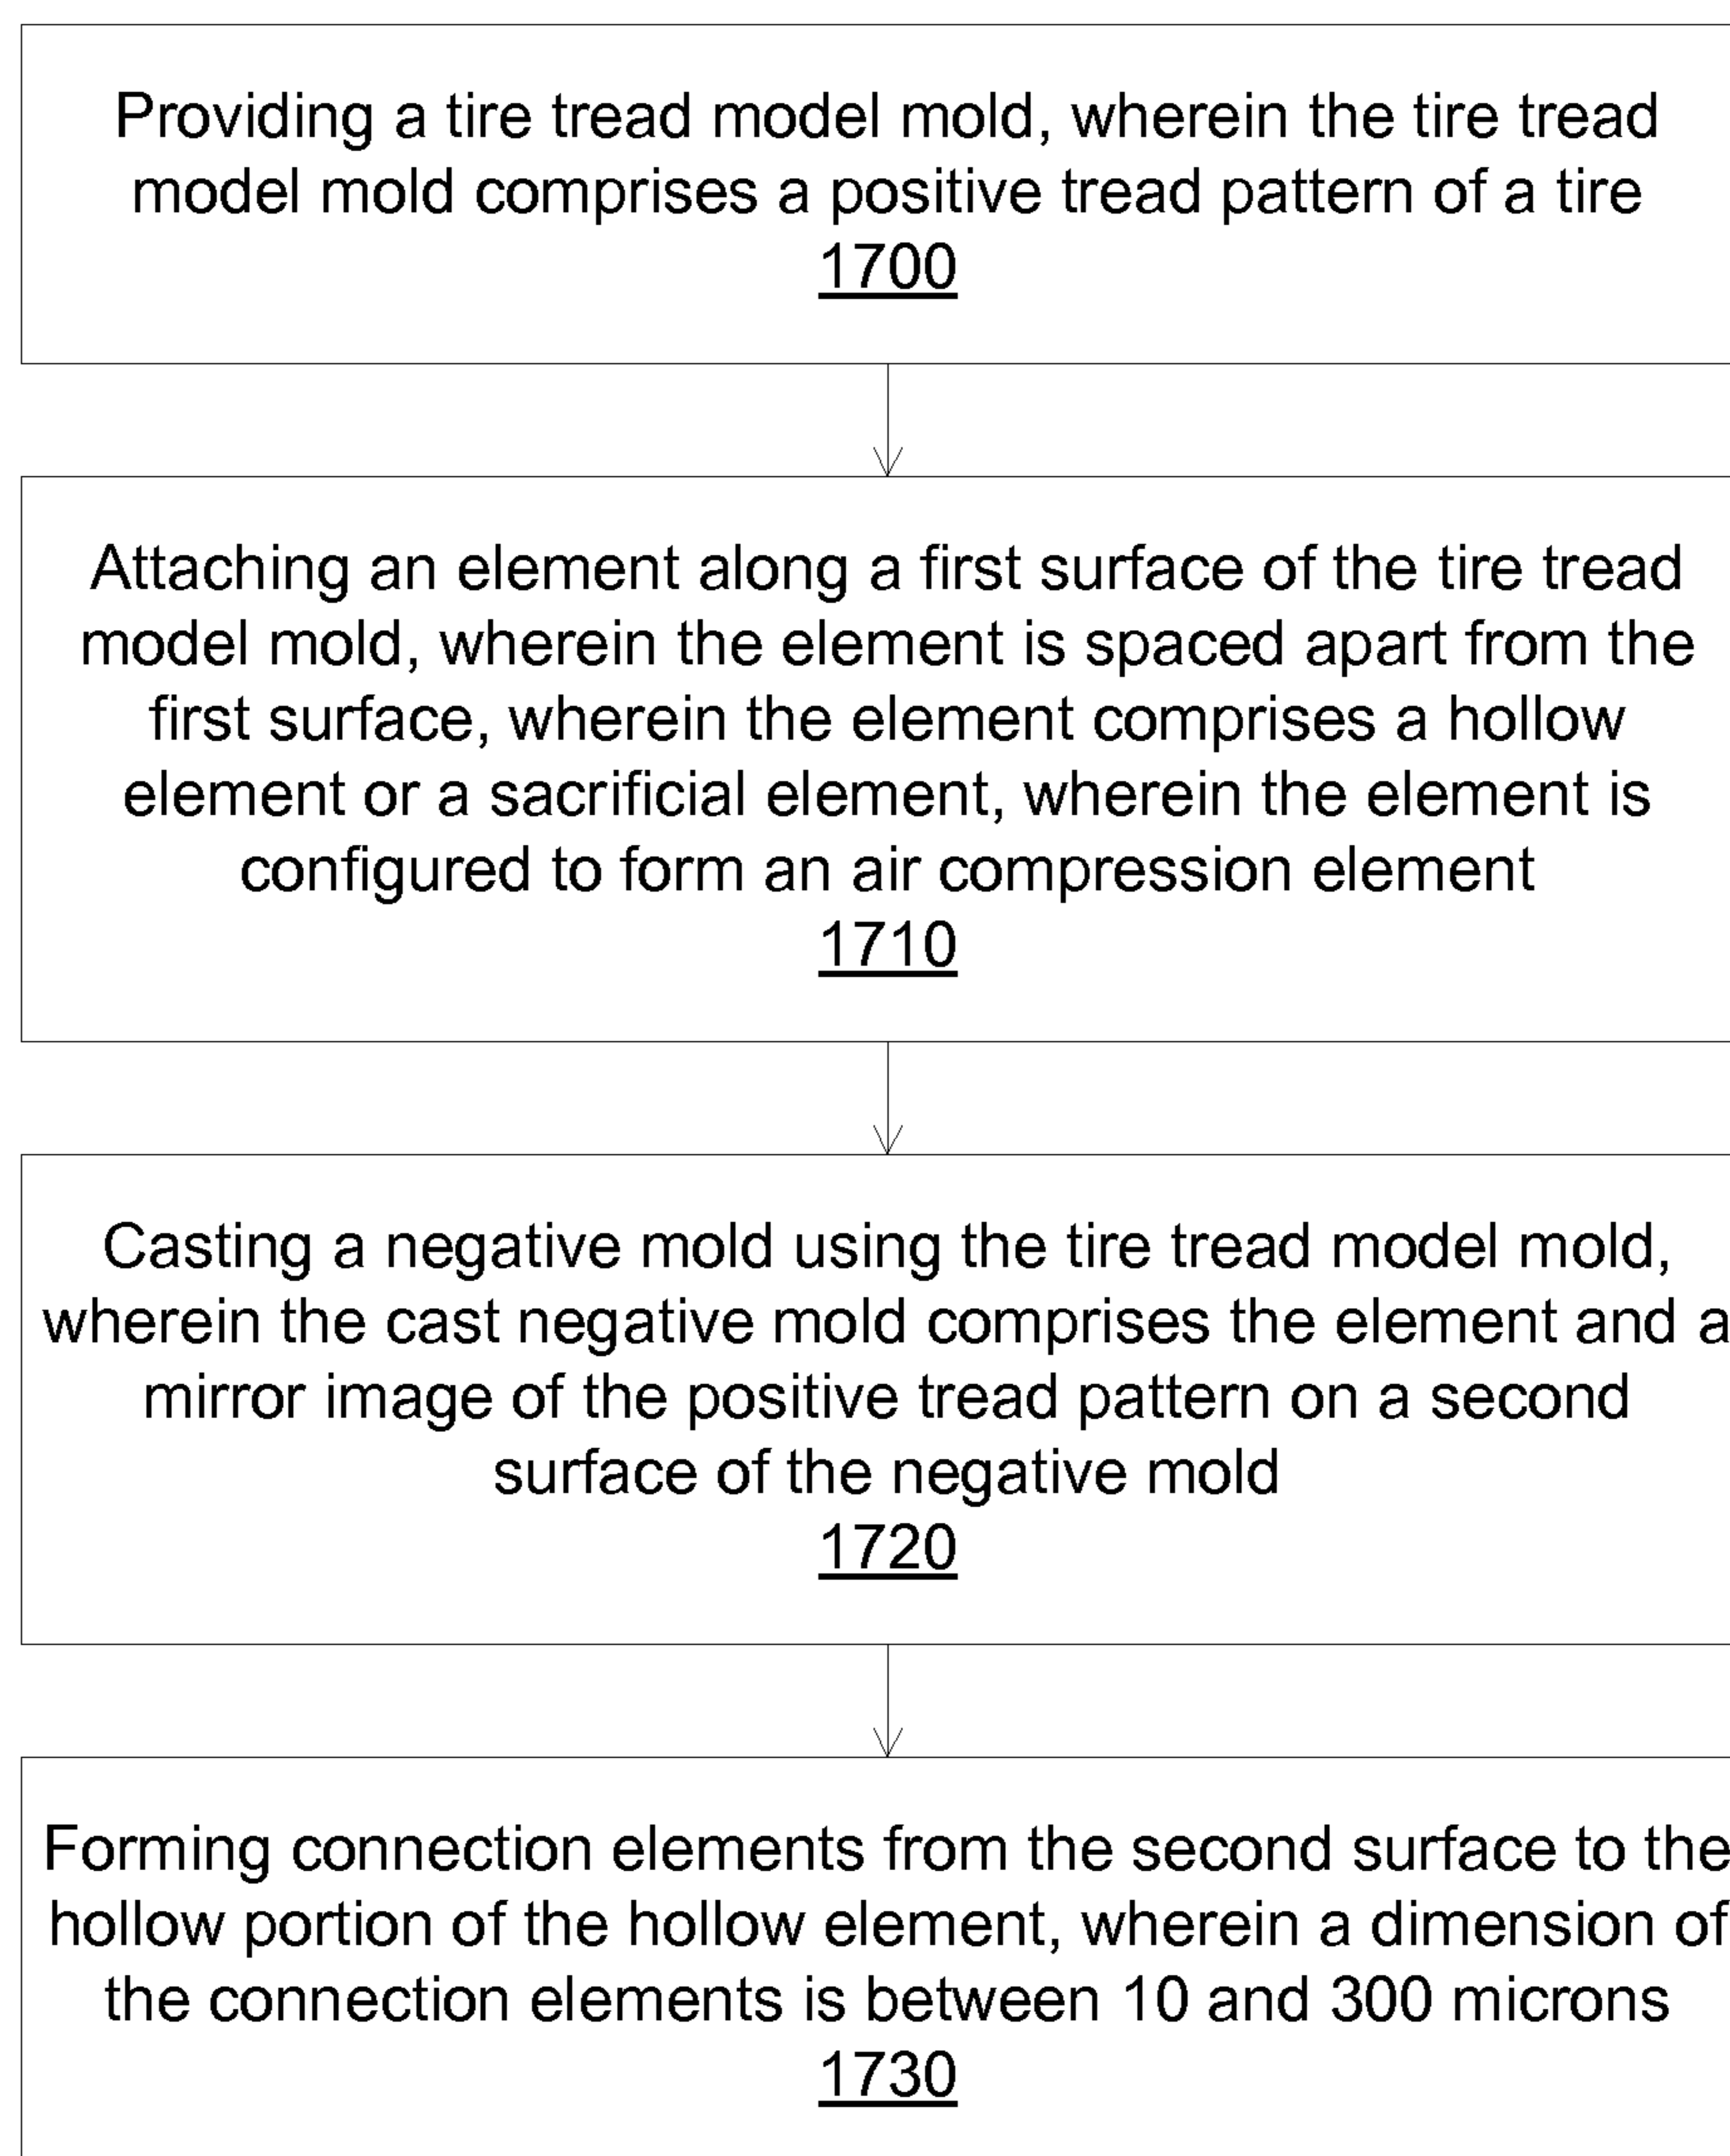 Providing a tire tread model mold, wherein the tire tread
model mold comprises a positive tread pattern of a tire
1700
Attaching an element along a first surface of the tire tread
model mold, wherein the element is spaced apart from the
first surface, wherein the element comprises a hollow
element or a sacrificial element, wherein the element is
configured to form an air compression element
1710
Casting a negative mold using the tire tread model mold,
wherein the cast negative mold comprises the element and a
mirror image of the positive tread pattern on a second
surface of the negative mold
1720
Forming connection elements from the second surface to the
hollow portion of the hollow element, wherein a dimension of
the connection elements is between 10 and 300 microns
1730